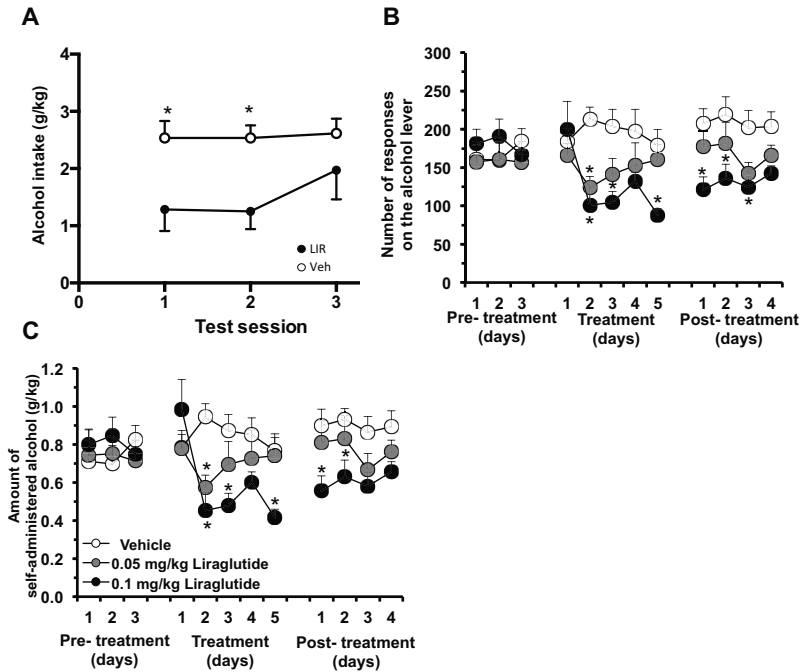 A
Alcohol intake (g/kg)
4
3
2
1
0
* *
LIR
Veh
0 1 2 3
Test session
B
Number of responses
on the alcohol lever
300
250
200
150
100
50
0
* * * * * * * *
1 2 3 1 2 3 4 5 1 2 3 4
Pre- treatment Treatment Post- treatment
(days) (days) (days)
C
Amount of
self-administered alcohol (g/kg)
1.2
1.0
0.8
0.6
0.4
0.2
0.0
* * * * * *
Vehicle
0.05 mg/kg Liraglutide
0.1 mg/kg Liraglutide
1 2 3 1 2 3 4 5 1 2 3 4
Pre- treatment Treatment Post- treatment
(days) (days) (days)